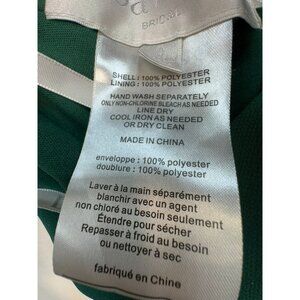 BRIDAL
SHELL: 100% POLYESTER
LINING: 100% POLYESTER
HAND WASH SEPARATELY
ONLY NON-CHLORINE BLEACH AS NEEDED
LINE DRY
COOL IRON AS NEEDED
OR DRY CLEAN
MADE IN CHINA
enveloppe: 100% polyester
doublure: 100% polyester
Laver à la main séparément
blanchir avec un agent
non chloré au besoin seulement
Étendre pour sécher
Repasser à froid au besoin
ou nettoyer à sec
fabriqué en Chine